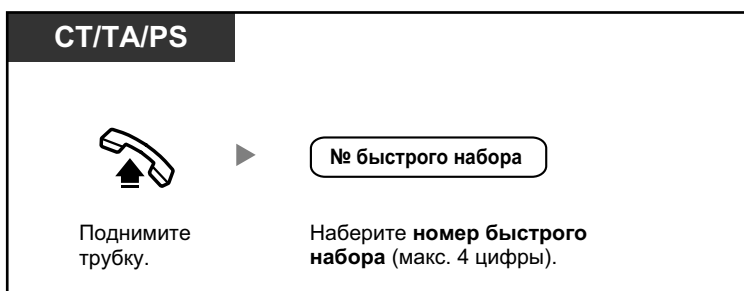 CT/TA/PS
№ быстрого набора
Поднимите
трубку.
Наберите номер быстрого
набора (макс. 4 цифры).